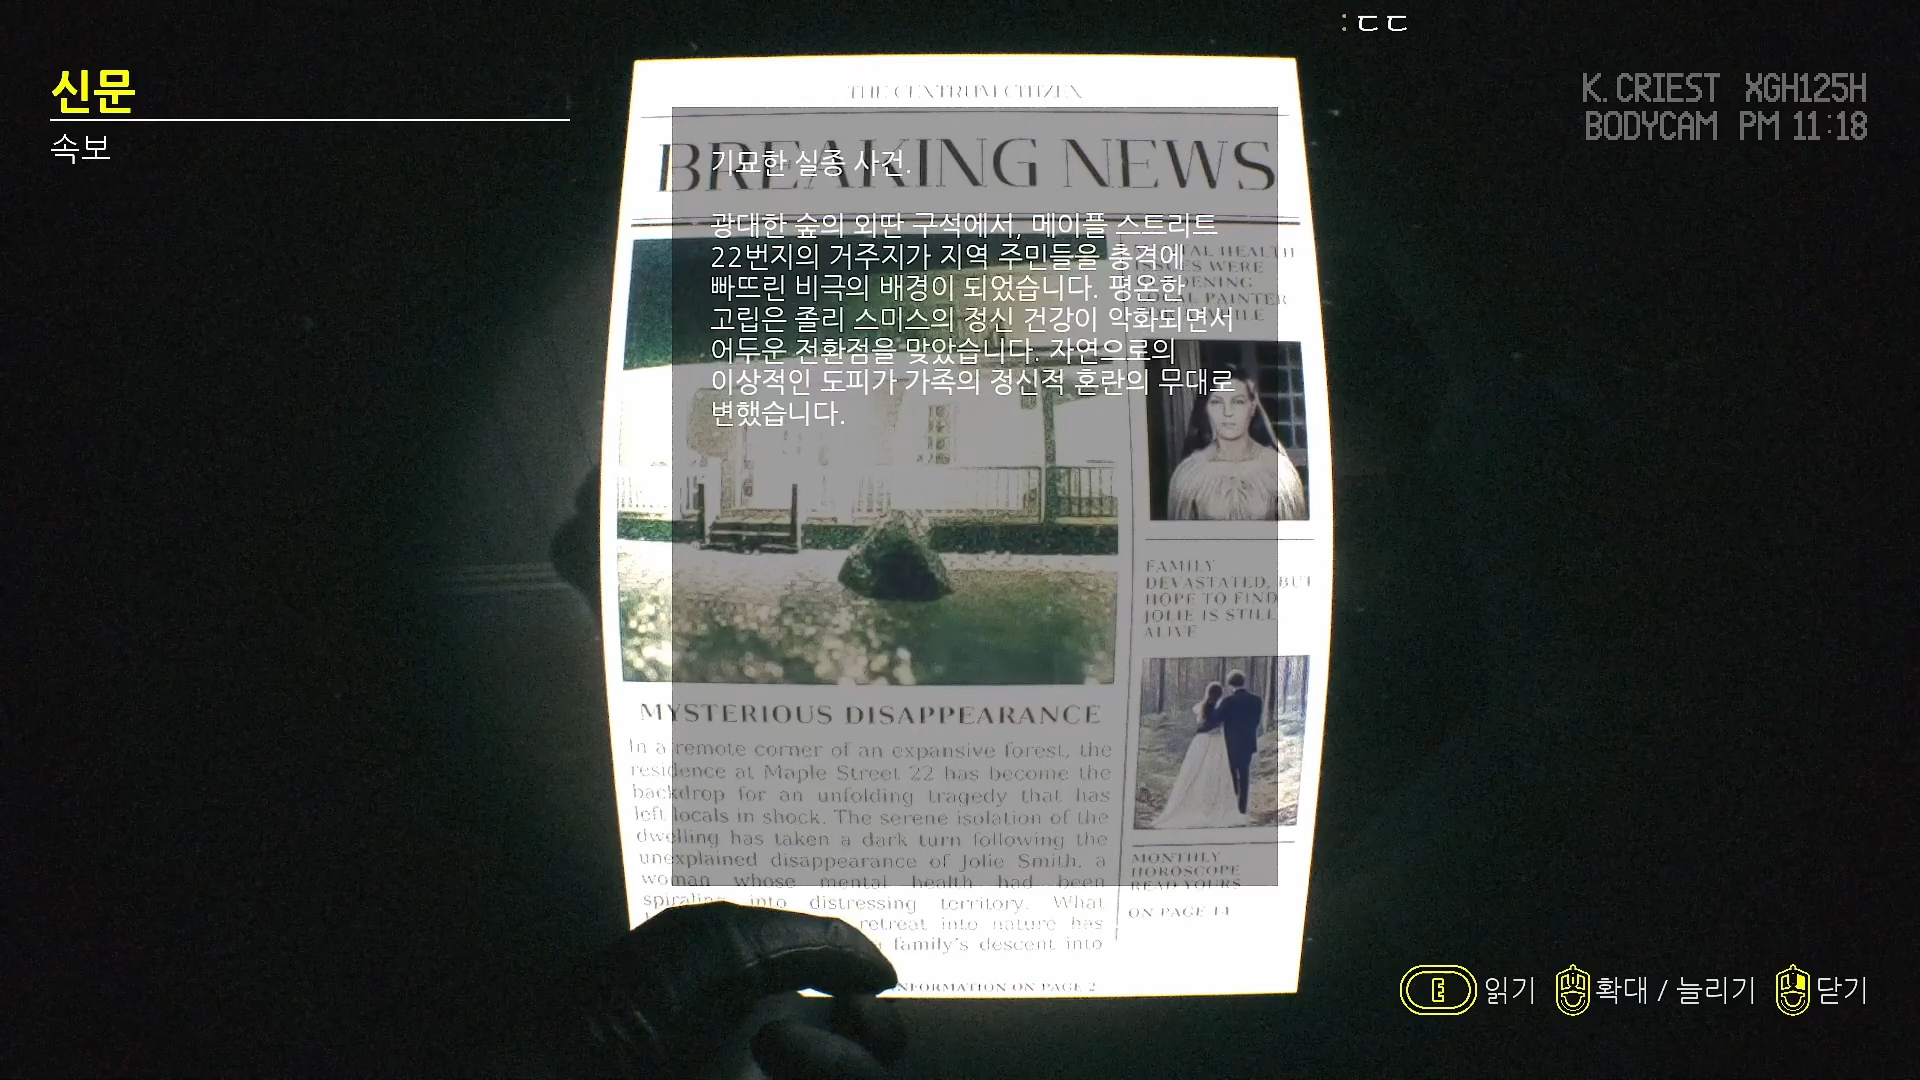 :ㄷㄷ
신문
속보
K. CRIEST XGH125H
BODYCAM PM 11:18
THE CENTRUM CITIZEN
BREAKING NEWS
기묘한 실종 사건.
광대한 숲의 외딴 구석에서, 메이플 스트리트
22번지의 거주지가 지역 주민들을 충격에
빠뜨린 비극의 배경이 되었습니다. 평온한
고립은 졸리 스미스의 정신 건강이 악화되면서
어두운 전환점을 맞았습니다. 자연으로의
이상적인 도피가 가족의 정신적 혼란의 무대로
변했습니다.
HEALTH
ISSUES WERE
PAINTER
FAMILY
DEVASTATED, BUT
HOPE TO FIND
JOLIE IS STILL
ALIVE
MYSTERIOUS DISAPPEARANCE
In a remote corner of an expansive forest, the
residence at Maple Street 22 has become the
backdrop for an unfolding tragedy that has
left locals in shock. The serene isolation of the
dwelling has taken a dark turn following the
unexplained disappearance of Jolie Smith, a
woman whose mental health had been
spiraling into distressing territory. What
retreat into nature has
family's descent into
INFORMATION ON PAGE 2
MONTHLY
HOROSCOPE
READ YOURS
ON PAGE 14
E 읽기 확대 / 늘리기 닫기